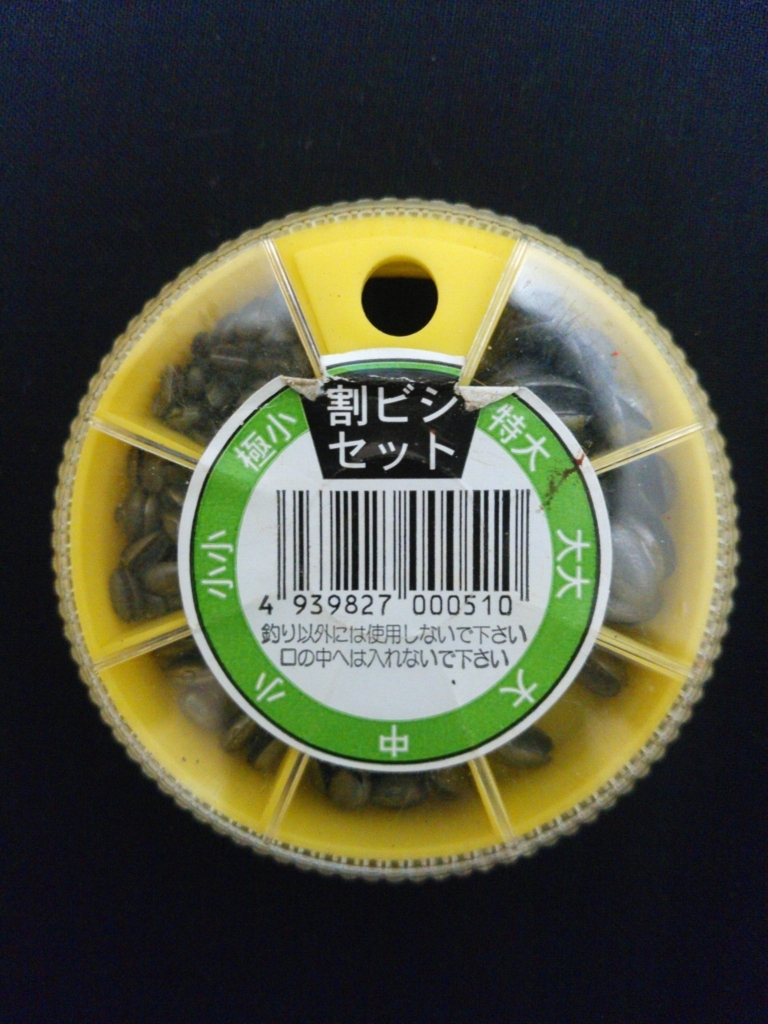 割ビシ
セット
極小
特大
小小
大大
小
大
中
4 939827 000510
釣り以外には使用しないで下さい
口の中へは入れないで下さい